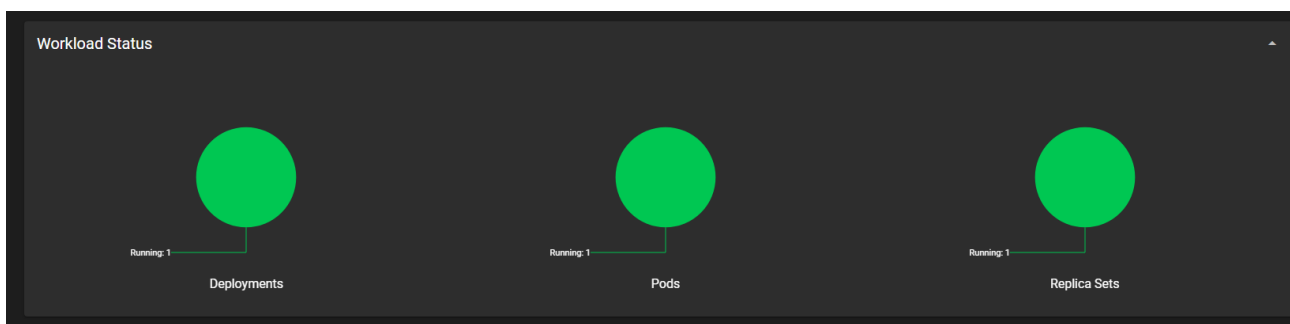 Workload Status
Running: 1
Running: 1
Running: 1
Deployments
Pods
Replica Sets